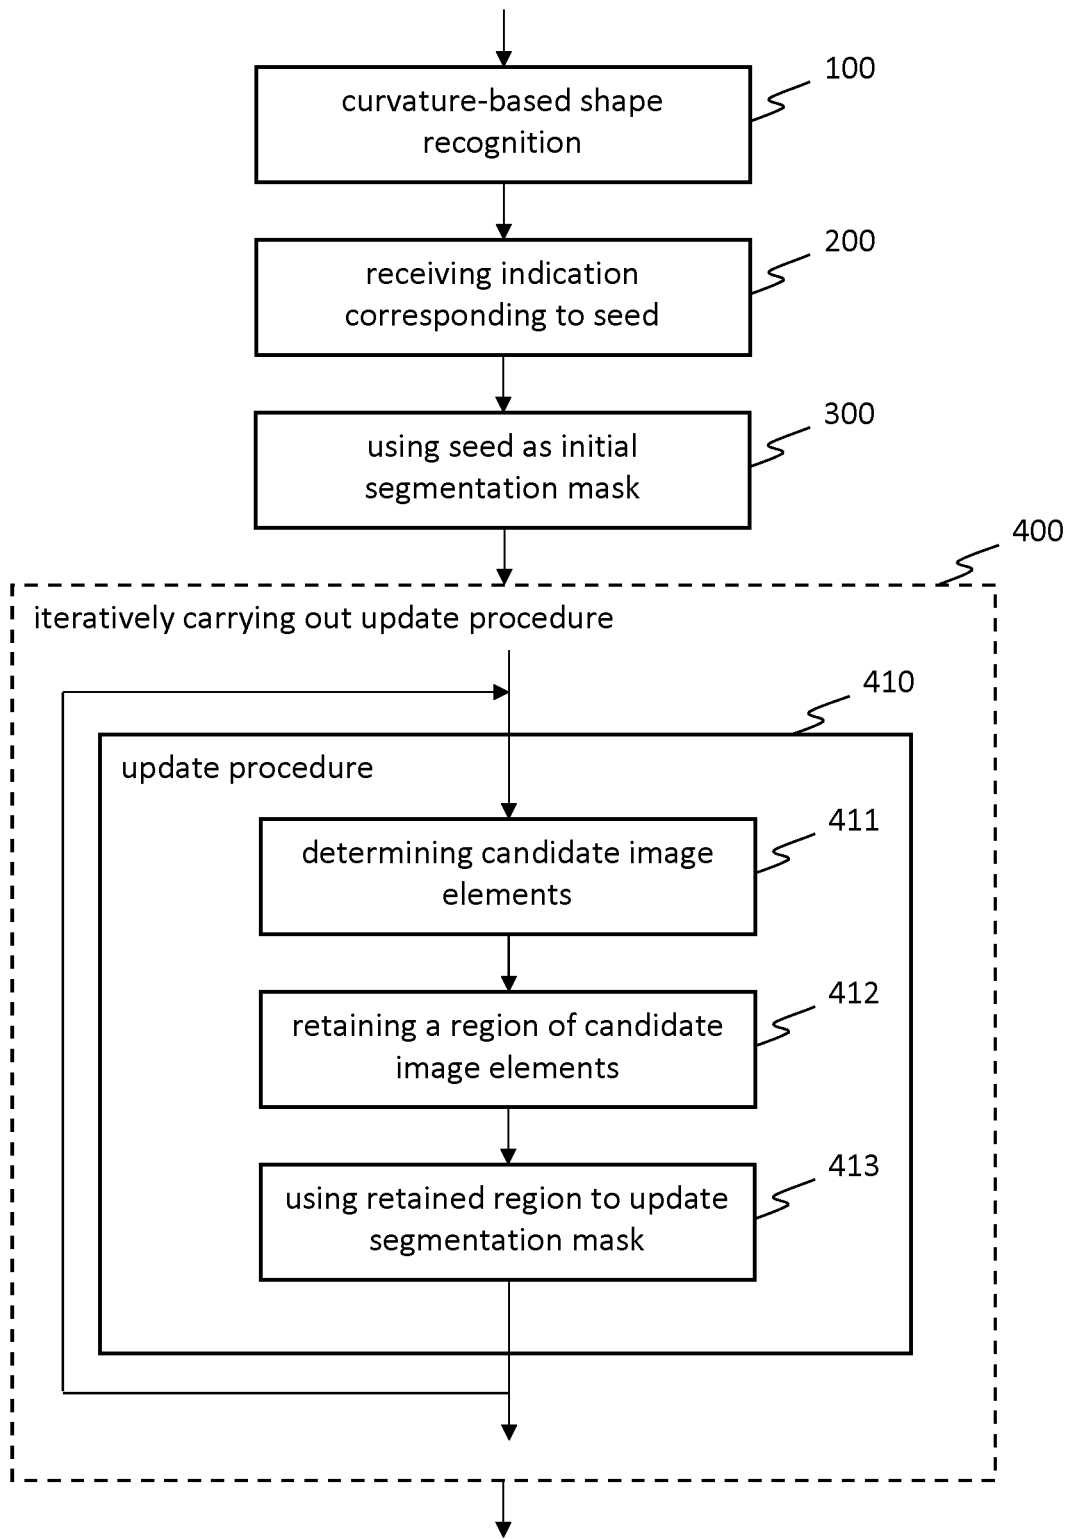 100
curvature-based shape
recognition
200
receiving indication
corresponding to seed
300
using seed as initial
segmentation mask
400
iteratively carrying out update procedure
410
update procedure
411
determining candidate image
elements
412
retaining a region of candidate
image elements
413
using retained region to update
segmentation mask